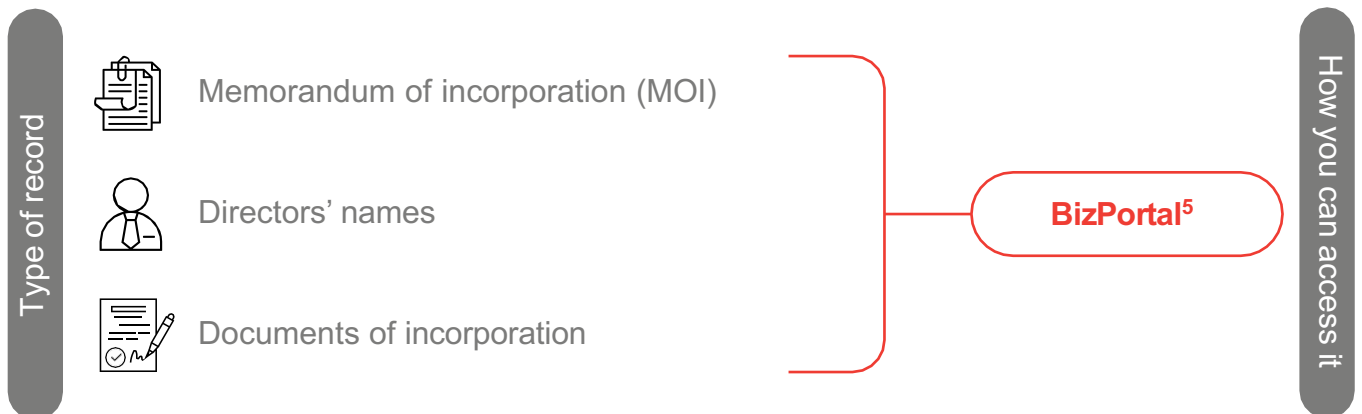 Type of record
Memorandum of incorporation (MOI)
Directors’ names
Documents of incorporation
BizPortal⁵
How you can access it